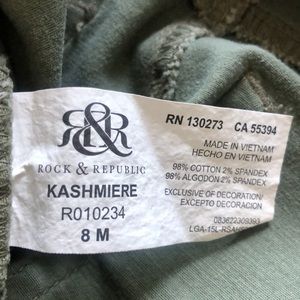 R&R
ROCK & REPUBLIC
KASHMIERE
R010234
8 M
RN 130273 CA 55394
MADE IN VIETNAM
HECHO EN VIETNAM
98% COTTON 2% SPANDEX
98% ALGODON 2% SPANDEX
EXCLUSIVE OF DECORATION/
EXCEPTO DECORACION